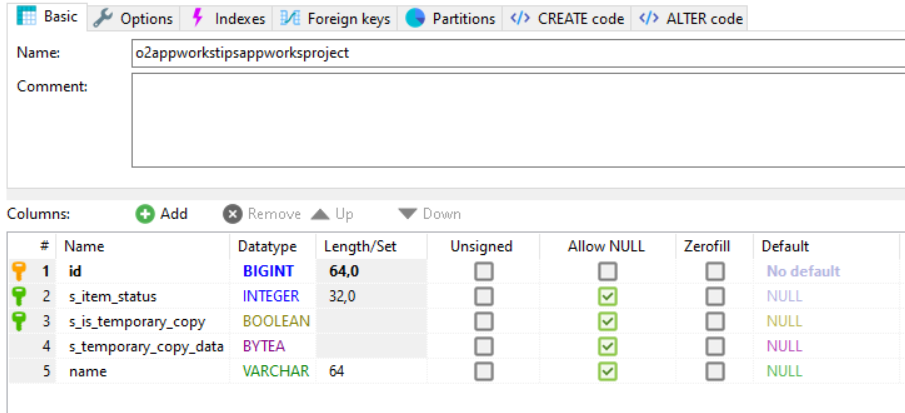 Basic Options Indexes Foreign keys Partitions </> CREATE code </> ALTER code
Name: o2appworkstipsappworksproject
Comment:
Columns: Add Remove Up Down
# Name Datatype Length/Set Unsigned Allow NULL Zerofill Default
1 id BIGINT 64,0 No default
2 s_item_status INTEGER 32,0 NULL
3 s_is_temporary_copy BOOLEAN NULL
4 s_temporary_copy_data BYTEA NULL
5 name VARCHAR 64 NULL